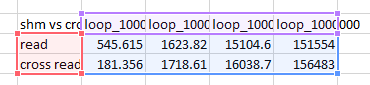 shm vs cro loop_1000 loop_1000 loop_1000 loop_1000000
read 545.615 1623.82 15104.6 151554
cross read 181.356 1718.61 16038.7 156483